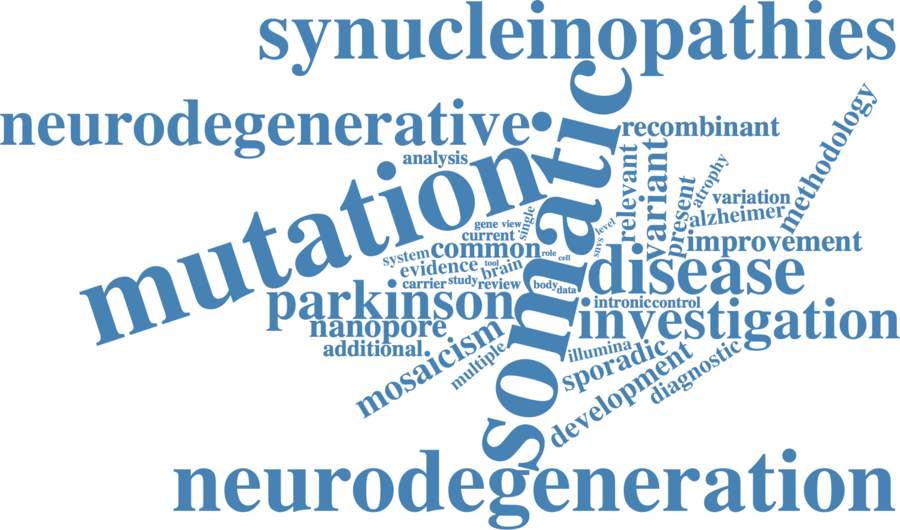 synucleinopathies
neurodegenerative
somatic
mutation
recombinant
methodology
analysis
relevant
variant
present
atrophy
variation
alzheimer
gene view
single
level
snvs
current
system
common
role
cell
improvement
evidence
tool
brain
disease
carrier
study
review
body
data
parkinson
intronic
control
nanopore
investigation
additional
mosaicism
multiple
illumina
sporadic
development
diagnostic
neurodegeneration